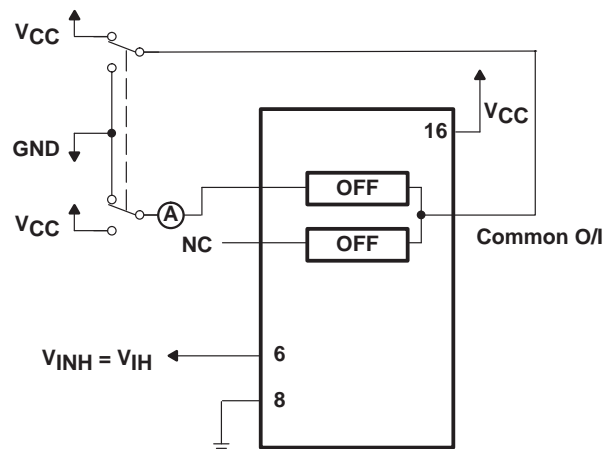 VCC
VCC
16
GND
OFF
A
VCC
NC
OFF
Common O/I
VINH = VIH
6
8